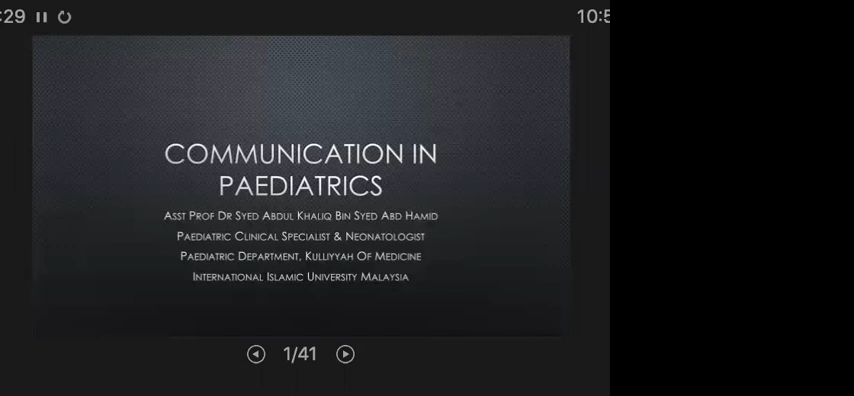 :29
10:5
COMMUNICATION IN
PAEDIATRICS
ASST PROF DR SYED ABDUL KHALIQ BIN SYED ABD HAMID
PAEDIATRIC CLINICAL SPECIALIST & NEONATOLOGIST
PAEDIATRIC DEPARTMENT, KULLIYYAH OF MEDICINE
INTERNATIONAL ISLAMIC UNIVERSITY MALAYSIA
1/41